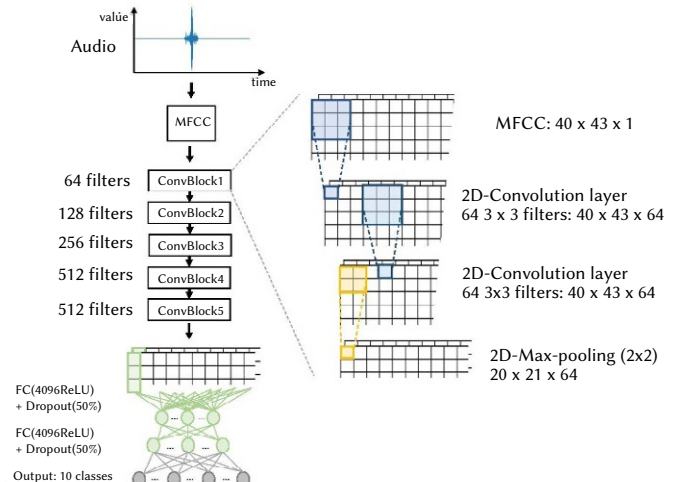 value
Audio
time
MFCC
64 filters
ConvBlock1
128 filters
ConvBlock2
256 filters
ConvBlock3
512 filters
ConvBlock4
512 filters
ConvBlock5
FC(4096ReLU)
+ Dropout(50%)
FC(4096ReLU)
+ Dropout(50%)
Output: 10 classes
MFCC: 40 x 43 x 1
2D-Convolution layer
64 3 x 3 filters: 40 x 43 x 64
2D-Convolution layer
64 3x3 filters: 40 x 43 x 64
2D-Max-pooling (2x2)
20 x 21 x 64